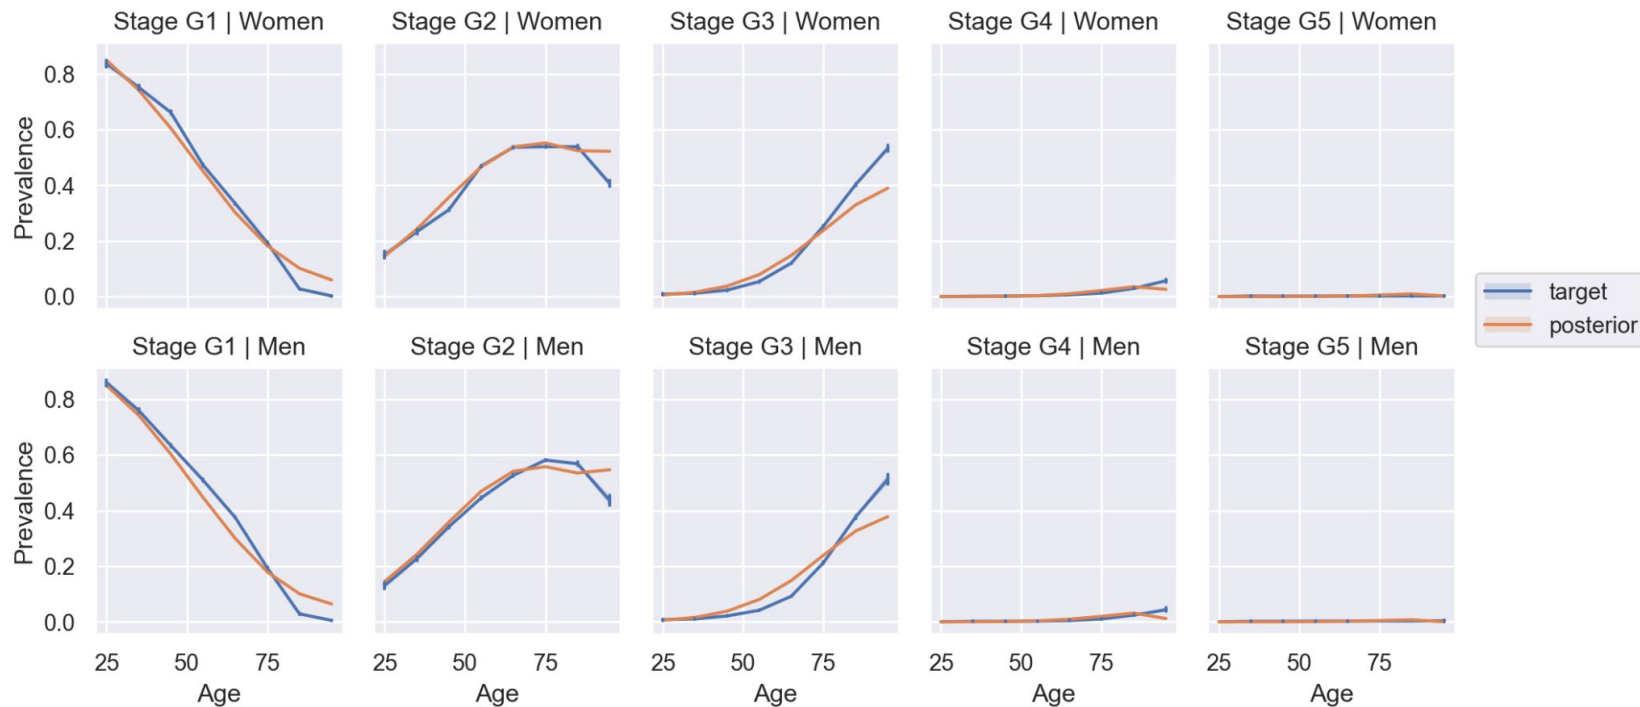 Stage G1 | Women
Stage G2 | Women
Stage G3 | Women
Stage G4 | Women
Stage G5 | Women
Prevalence
0.8
0.6
0.4
0.2
0.0
target
posterior
Stage G1 | Men
Stage G2 | Men
Stage G3 | Men
Stage G4 | Men
Stage G5 | Men
Prevalence
0.8
0.6
0.4
0.2
0.0
25 50 75
25 50 75
25 50 75
25 50 75
25 50 75
Age
Age
Age
Age
Age